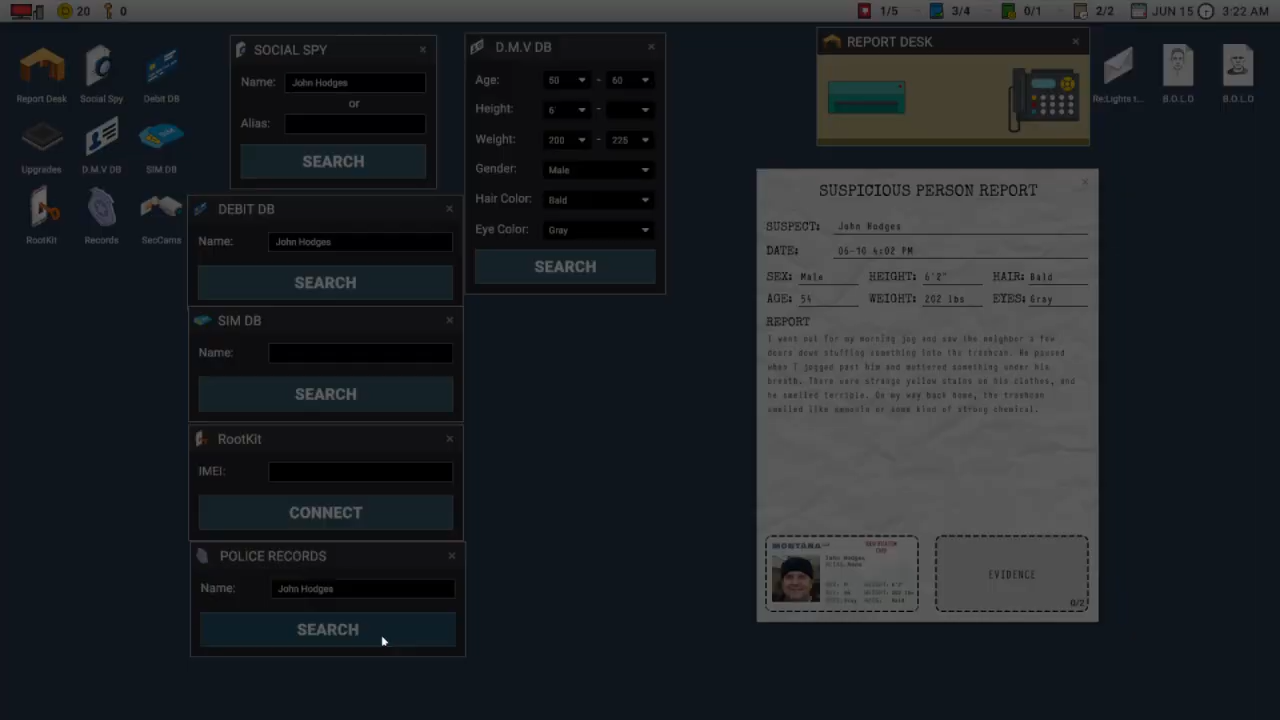 20 0 1/5 - 3/4 - 0/1 - 2/2 JUN 15 3:22 AM
Report Desk
Social Spy
Debit DB
Upgrades
D.M.V DB
SIM DB
RootKit
Records
SecCams
SOCIAL SPY ×
Name: John Hodges
or
Alias:
SEARCH
DEBIT DB ×
Name: John Hodges
SEARCH
SIM DB ×
Name:
SEARCH
RootKit ×
IMEI:
CONNECT
POLICE RECORDS ×
Name: John Hodges
SEARCH
D.M.V DB ×
Age: 50 - 60
Height: 6' -
Weight: 200 - 225
Gender: Male
Hair Color: Bald
Eye Color: Gray
SEARCH
REPORT DESK ×
Re:Lights t...
B.O.L.D
B.O.L.D
SUSPICIOUS PERSON REPORT ×
SUSPECT: John Hodges
DATE: 06-10 4:02 PM
SEX: Male HEIGHT: 6'2" HAIR: Bald
AGE: 54 WEIGHT: 202 lbs EYES: Gray
REPORT
I went out for my morning jog and saw the neighbor a few
doors down stuffing something into the trashcan. He paused
when I jogged past him and muttered something under his
breath. There were strange yellow stains on his clothes, and
he smelled terrible. On my way back home, the trashcan
smelled like ammonia or some kind of strong chemical.
MONTANA
John Hodges
EVIDENCE
0/2